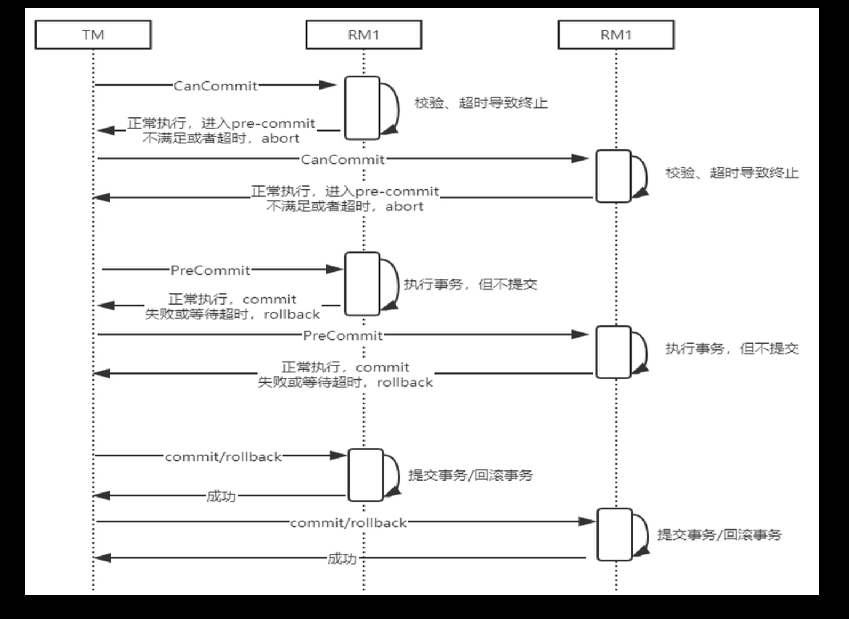 TM
RM1
RM1
CanCommit
校验、超时导致终止
正常执行，进入pre-commit
不满足或者超时，abort
CanCommit
校验、超时导致终止
正常执行，进入pre-commit
不满足或者超时，abort
PreCommit
执行事务，但不提交
正常执行，commit
失败或等待超时，rollback
PreCommit
执行事务，但不提交
正常执行，commit
失败或等待超时，rollback
commit/rollback
提交事务/回滚事务
成功
commit/rollback
提交事务/回滚事务
成功